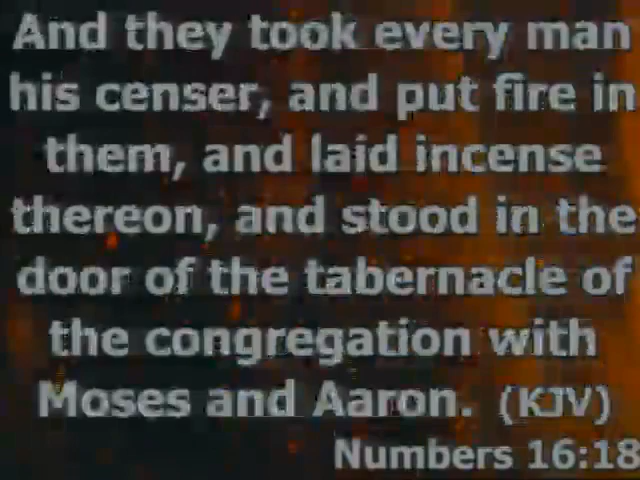 And they took every man
his censer, and put fire in
them, and laid incense
thereon, and stood in the
door of the tabernacle of
the congregation with
Moses and Aaron. (KJV)
Numbers 16:18